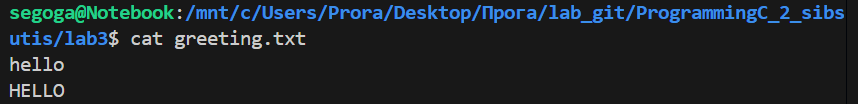 segoga@Notebook:/mnt/c/Users/Prora/Desktop/Прога/lab_git/ProgrammingC_2_sibs
utis/lab3$ cat greeting.txt
hello
HELLO